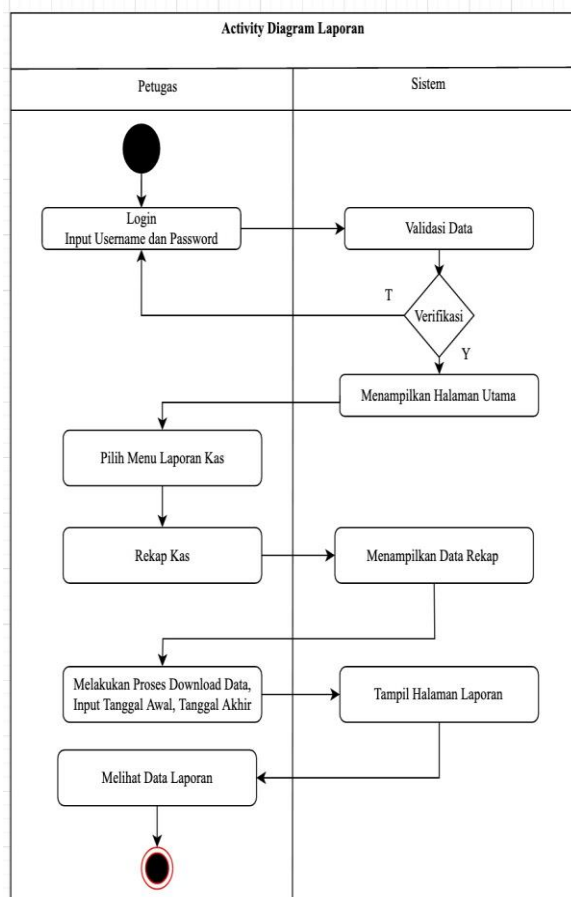 Activity Diagram Laporan
Petugas
Sistem
Login
Input Username dan Password
Validasi Data
T
Verifikasi
Y
Menampilkan Halaman Utama
Pilih Menu Laporan Kas
Rekap Kas
Menampilkan Data Rekap
Melakukan Proses Download Data,
Input Tanggal Awal, Tanggal Akhir
Tampil Halaman Laporan
Melihat Data Laporan